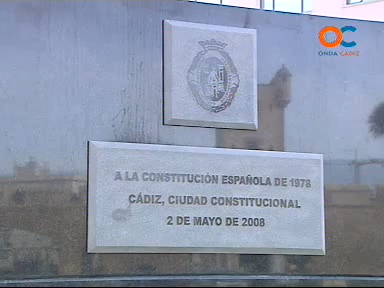 OC
ONDA CÁDIZ
A LA CONSTITUCIÓN ESPAÑOLA DE 1978
CÁDIZ, CIUDAD CONSTITUCIONAL
2 DE MAYO DE 2008